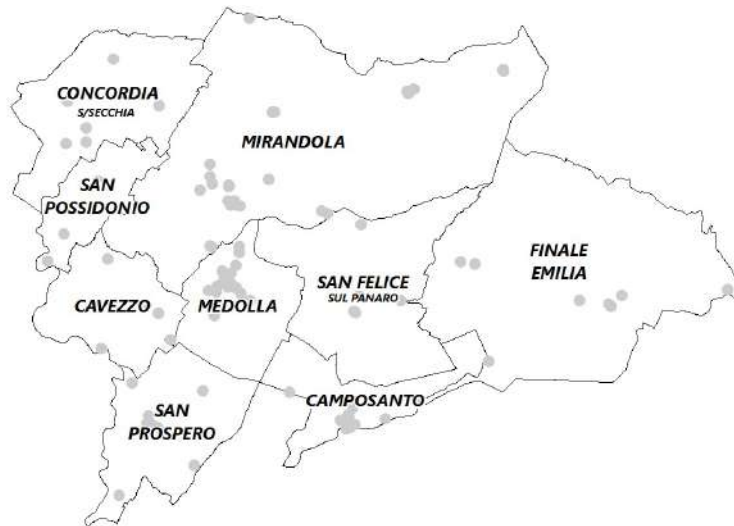 CONCORDIA
S/SECCHIA
MIRANDOLA
SAN
POSSIDONIO
FINALE
EMILIA
SAN FELICE
SUL PANARO
CAVEZZO
MEDOLLA
CAMPOSANTO
SAN
PROSPERO